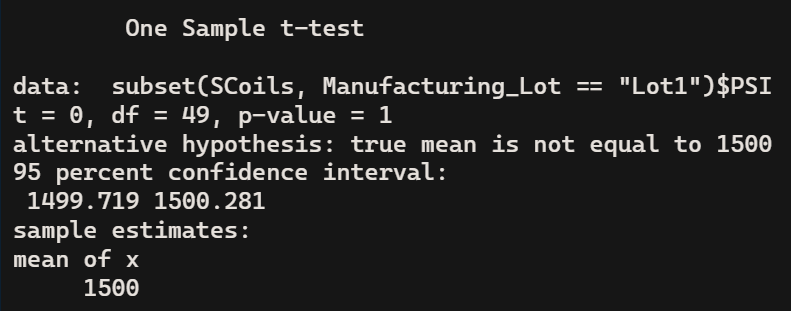 One Sample t-test
data:  subset(SCoils, Manufacturing_Lot == "Lot1")$PSI
t = 0, df = 49, p-value = 1
alternative hypothesis: true mean is not equal to 1500
95 percent confidence interval:
 1499.719 1500.281
sample estimates:
mean of x
     1500